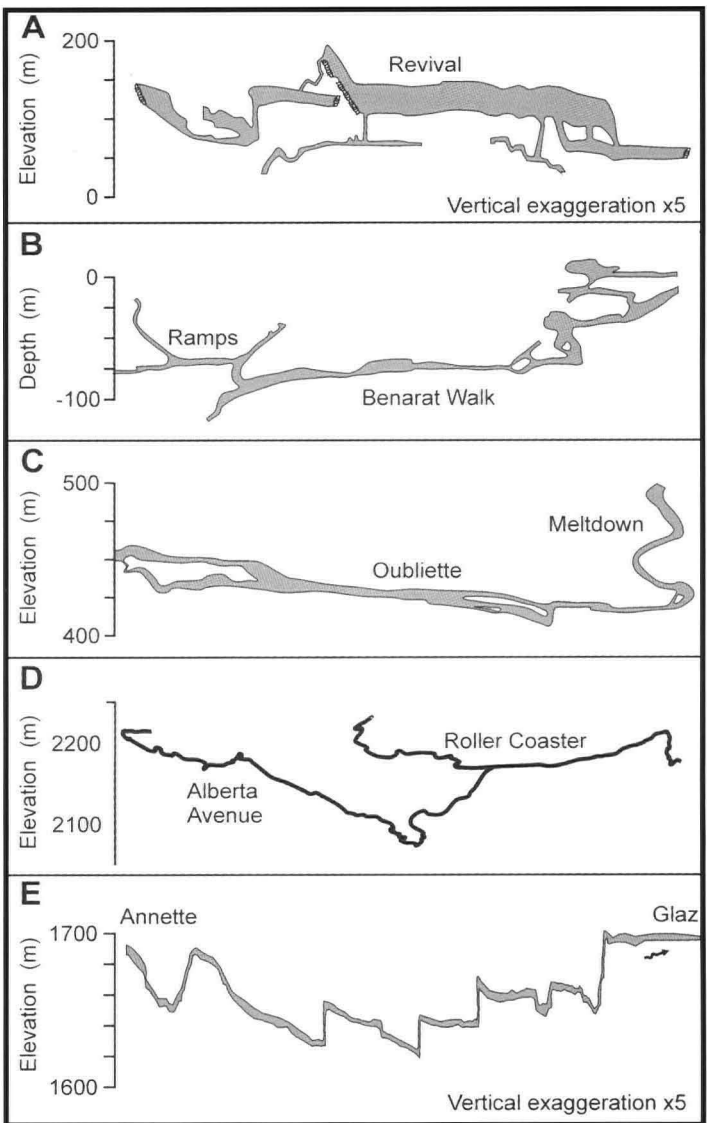 A
Elevation (m)
200
0
Revival
Vertical exaggeration x5
B
Depth (m)
0
-100
Ramps
Benarat Walk
C
Elevation (m)
500
400
Oubliette
Meltdown
D
Elevation (m)
2200
2100
Alberta
Avenue
Roller Coaster
E
Elevation (m)
1700
1600
Annette
Glaz
Vertical exaggeration x5